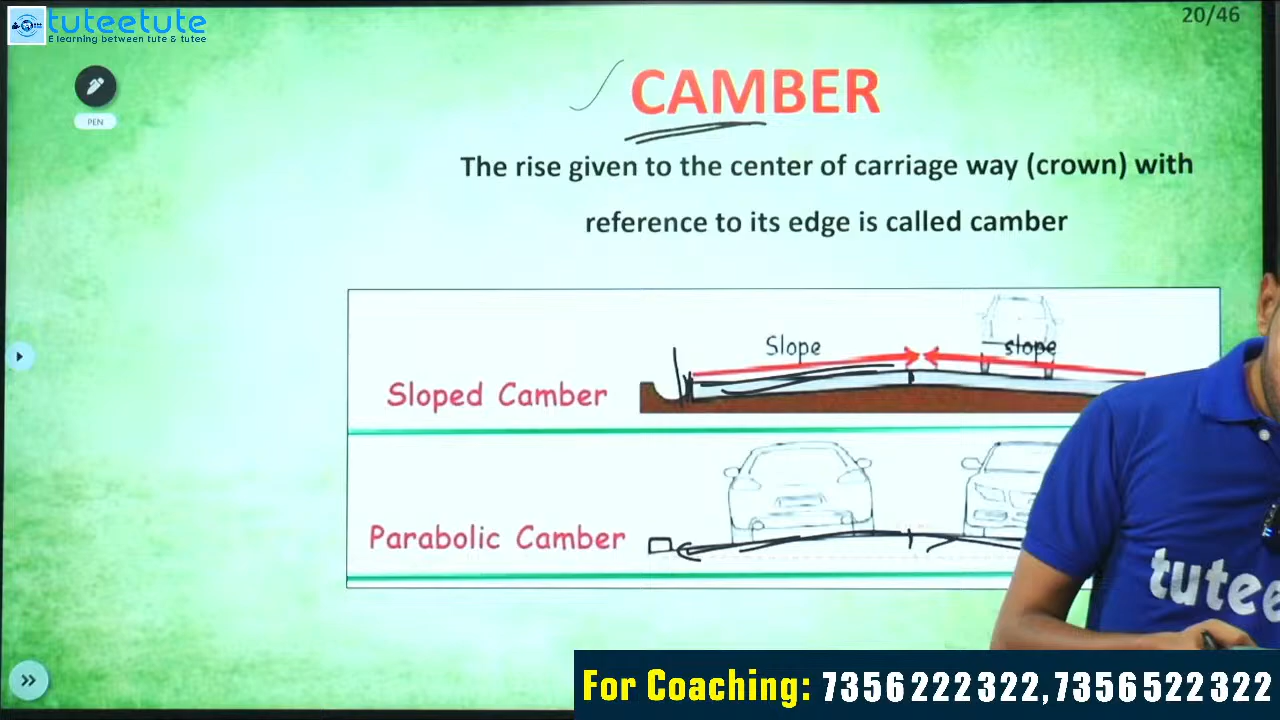 tuteetute
E learning between tute & tutee
20/46
PEN
CAMBER
The rise given to the center of carriage way (crown) with
reference to its edge is called camber
Slope
slope
Sloped Camber
Parabolic Camber
tutee
For Coaching: 7356222322,7356522322